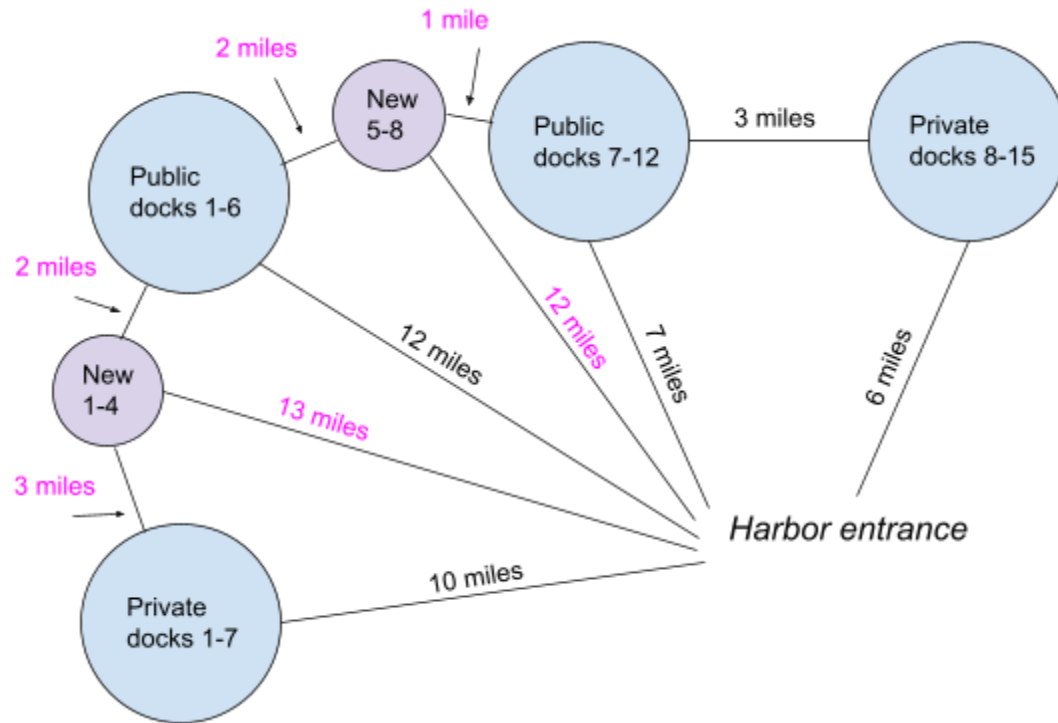 1 mile
2 miles
New
5-8
Public
docks 7-12
3 miles
Private
docks 8-15
Public
docks 1-6
2 miles
12 miles
12 miles
7 miles
6 miles
New
1-4
13 miles
3 miles
Harbor entrance
10 miles
Private
docks 1-7